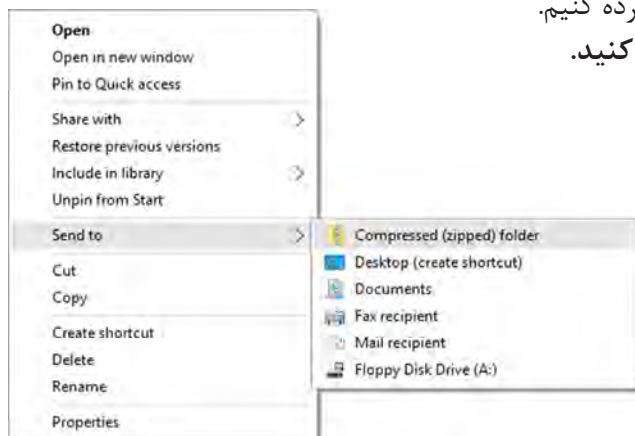 رده کنیم.
کنید.
Open
Open in new window
Pin to Quick access
Share with
Restore previous versions
Include in library
Unpin from Start
Send to
Cut
Copy
Create shortcut
Delete
Rename
Properties
Compressed (zipped) folder
Desktop (create shortcut)
Documents
Fax recipient
Mail recipient
Floppy Disk Drive (A:)